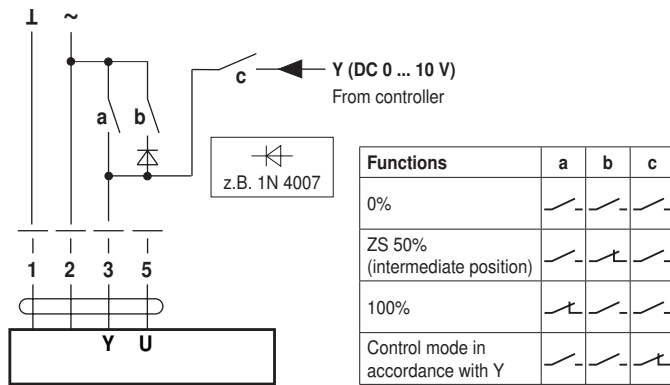 ⊥ ~
Y (DC 0 ... 10 V)
From controller
a b c
z.B. 1N 4007
1 2 3 5
Y U
Functions a b c
0%
ZS 50%
(intermediate position)
100%
Control mode in
accordance with Y